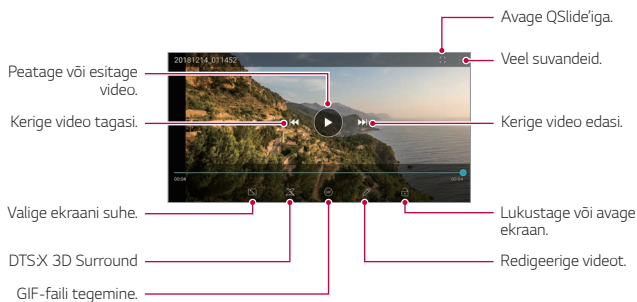 Avage QSlide’iga.
20181214_011452
Veel suvandeid.
Peatage või esitage
video.
Kerige video tagasi.
Kerige video edasi.
00:04
00:04
GIF
Valige ekraani suhe.
Lukustage või avage
ekraan.
DTS:X 3D Surround
Redigeerige videot.
GIF-faili tegemine.